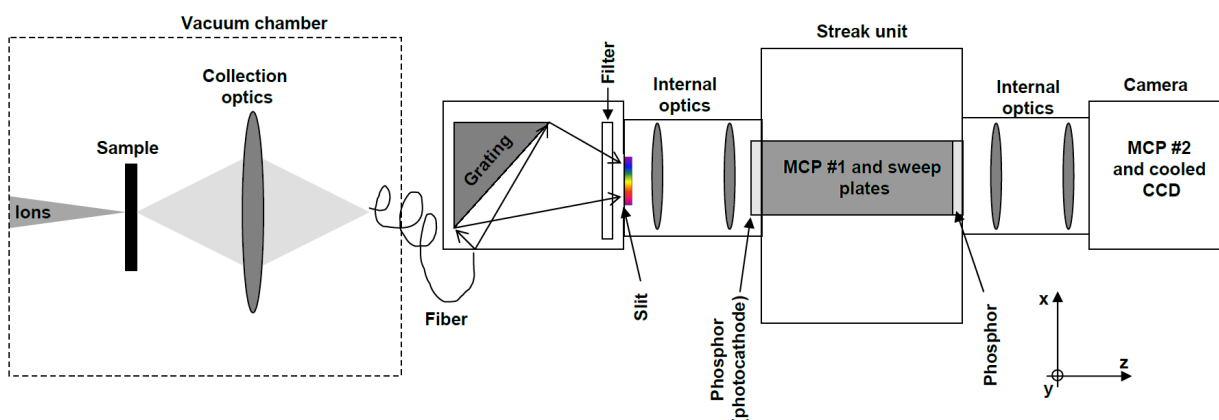 Vacuum chamber
Collection
optics
Sample
Ions
Fiber
Grating
Filter
Slit
Internal
optics
Phosphor
(photocathode)
Streak unit
MCP #1 and sweep
plates
Phosphor
Internal
optics
Camera
MCP #2
and cooled
CCD
x
y
z